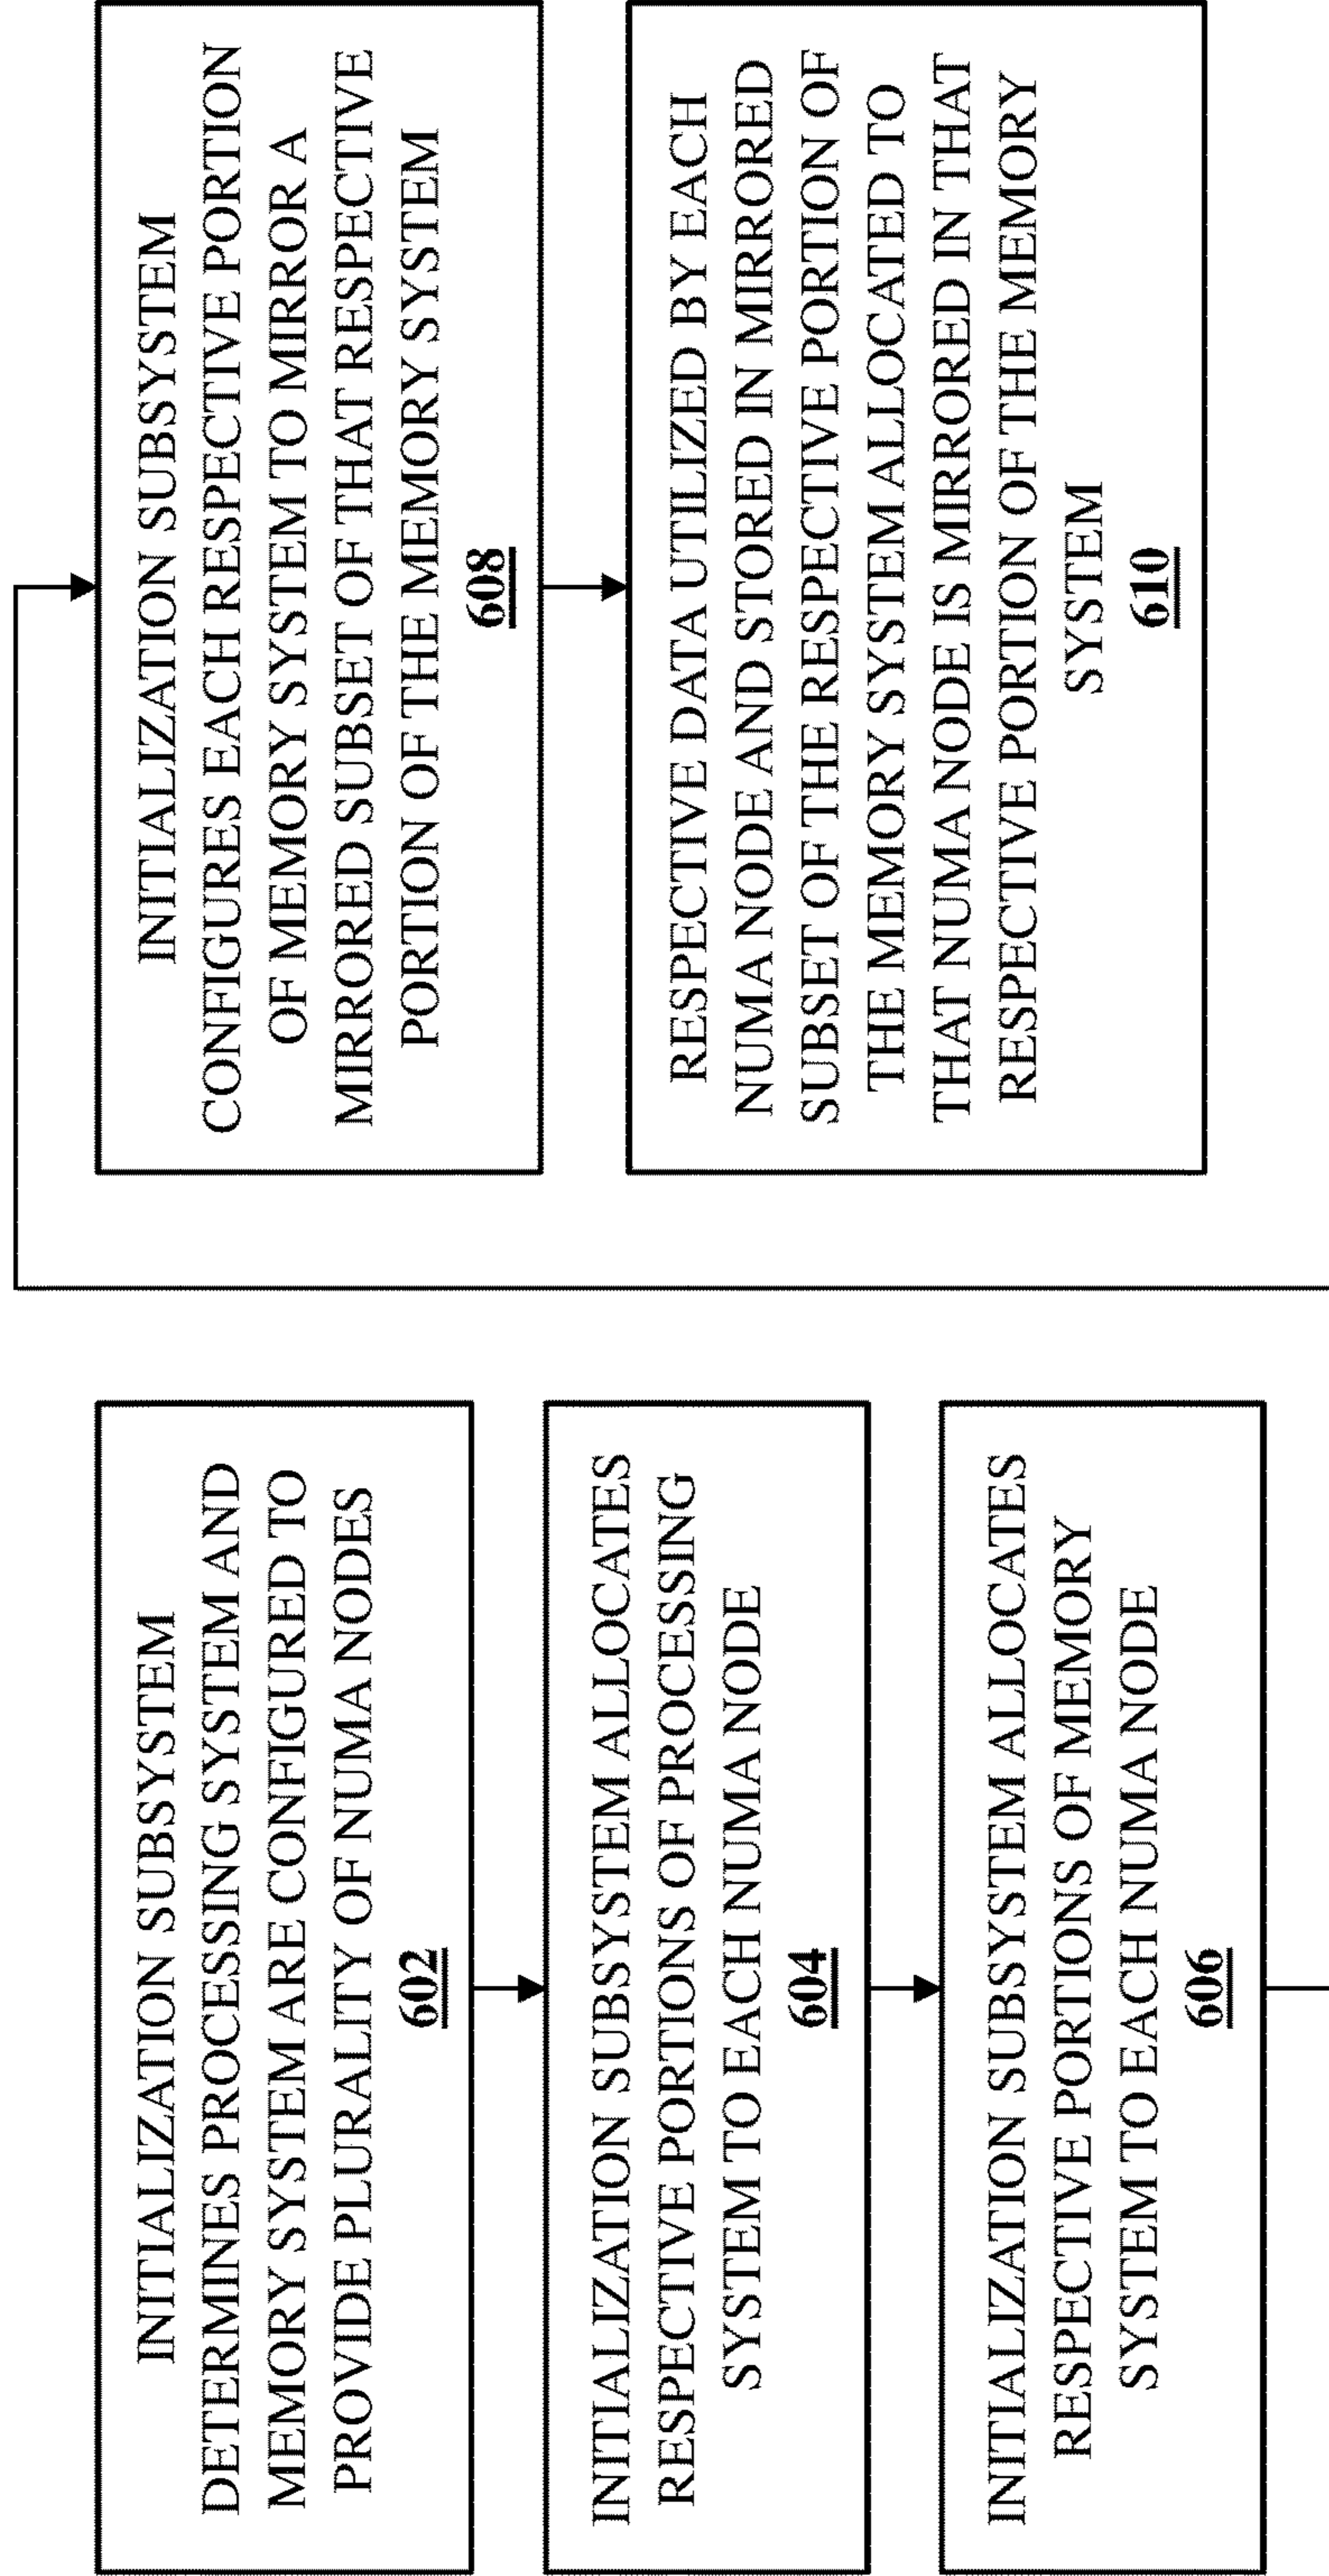 INITIALIZATION SUBSYSTEM
DETERMINES PROCESSING SYSTEM AND
MEMORY SYSTEM ARE CONFIGURED TO
PROVIDE PLURALITY OF NUMA NODES
602
INITIALIZATION SUBSYSTEM ALLOCATES
RESPECTIVE PORTIONS OF PROCESSING
SYSTEM TO EACH NUMA NODE
604
INITIALIZATION SUBSYSTEM ALLOCATES
RESPECTIVE PORTIONS OF MEMORY
SYSTEM TO EACH NUMA NODE
606
INITIALIZATION SUBSYSTEM
CONFIGURES EACH RESPECTIVE PORTION
OF MEMORY SYSTEM TO MIRROR A
MIRRORED SUBSET OF THAT RESPECTIVE
PORTION OF THE MEMORY SYSTEM
608
RESPECTIVE DATA UTILIZED BY EACH
NUMA NODE AND STORED IN MIRRORED
SUBSET OF THE RESPECTIVE PORTION OF
THE MEMORY SYSTEM ALLOCATED TO
THAT NUMA NODE IS MIRRORED IN THAT
RESPECTIVE PORTION OF THE MEMORY
SYSTEM
610